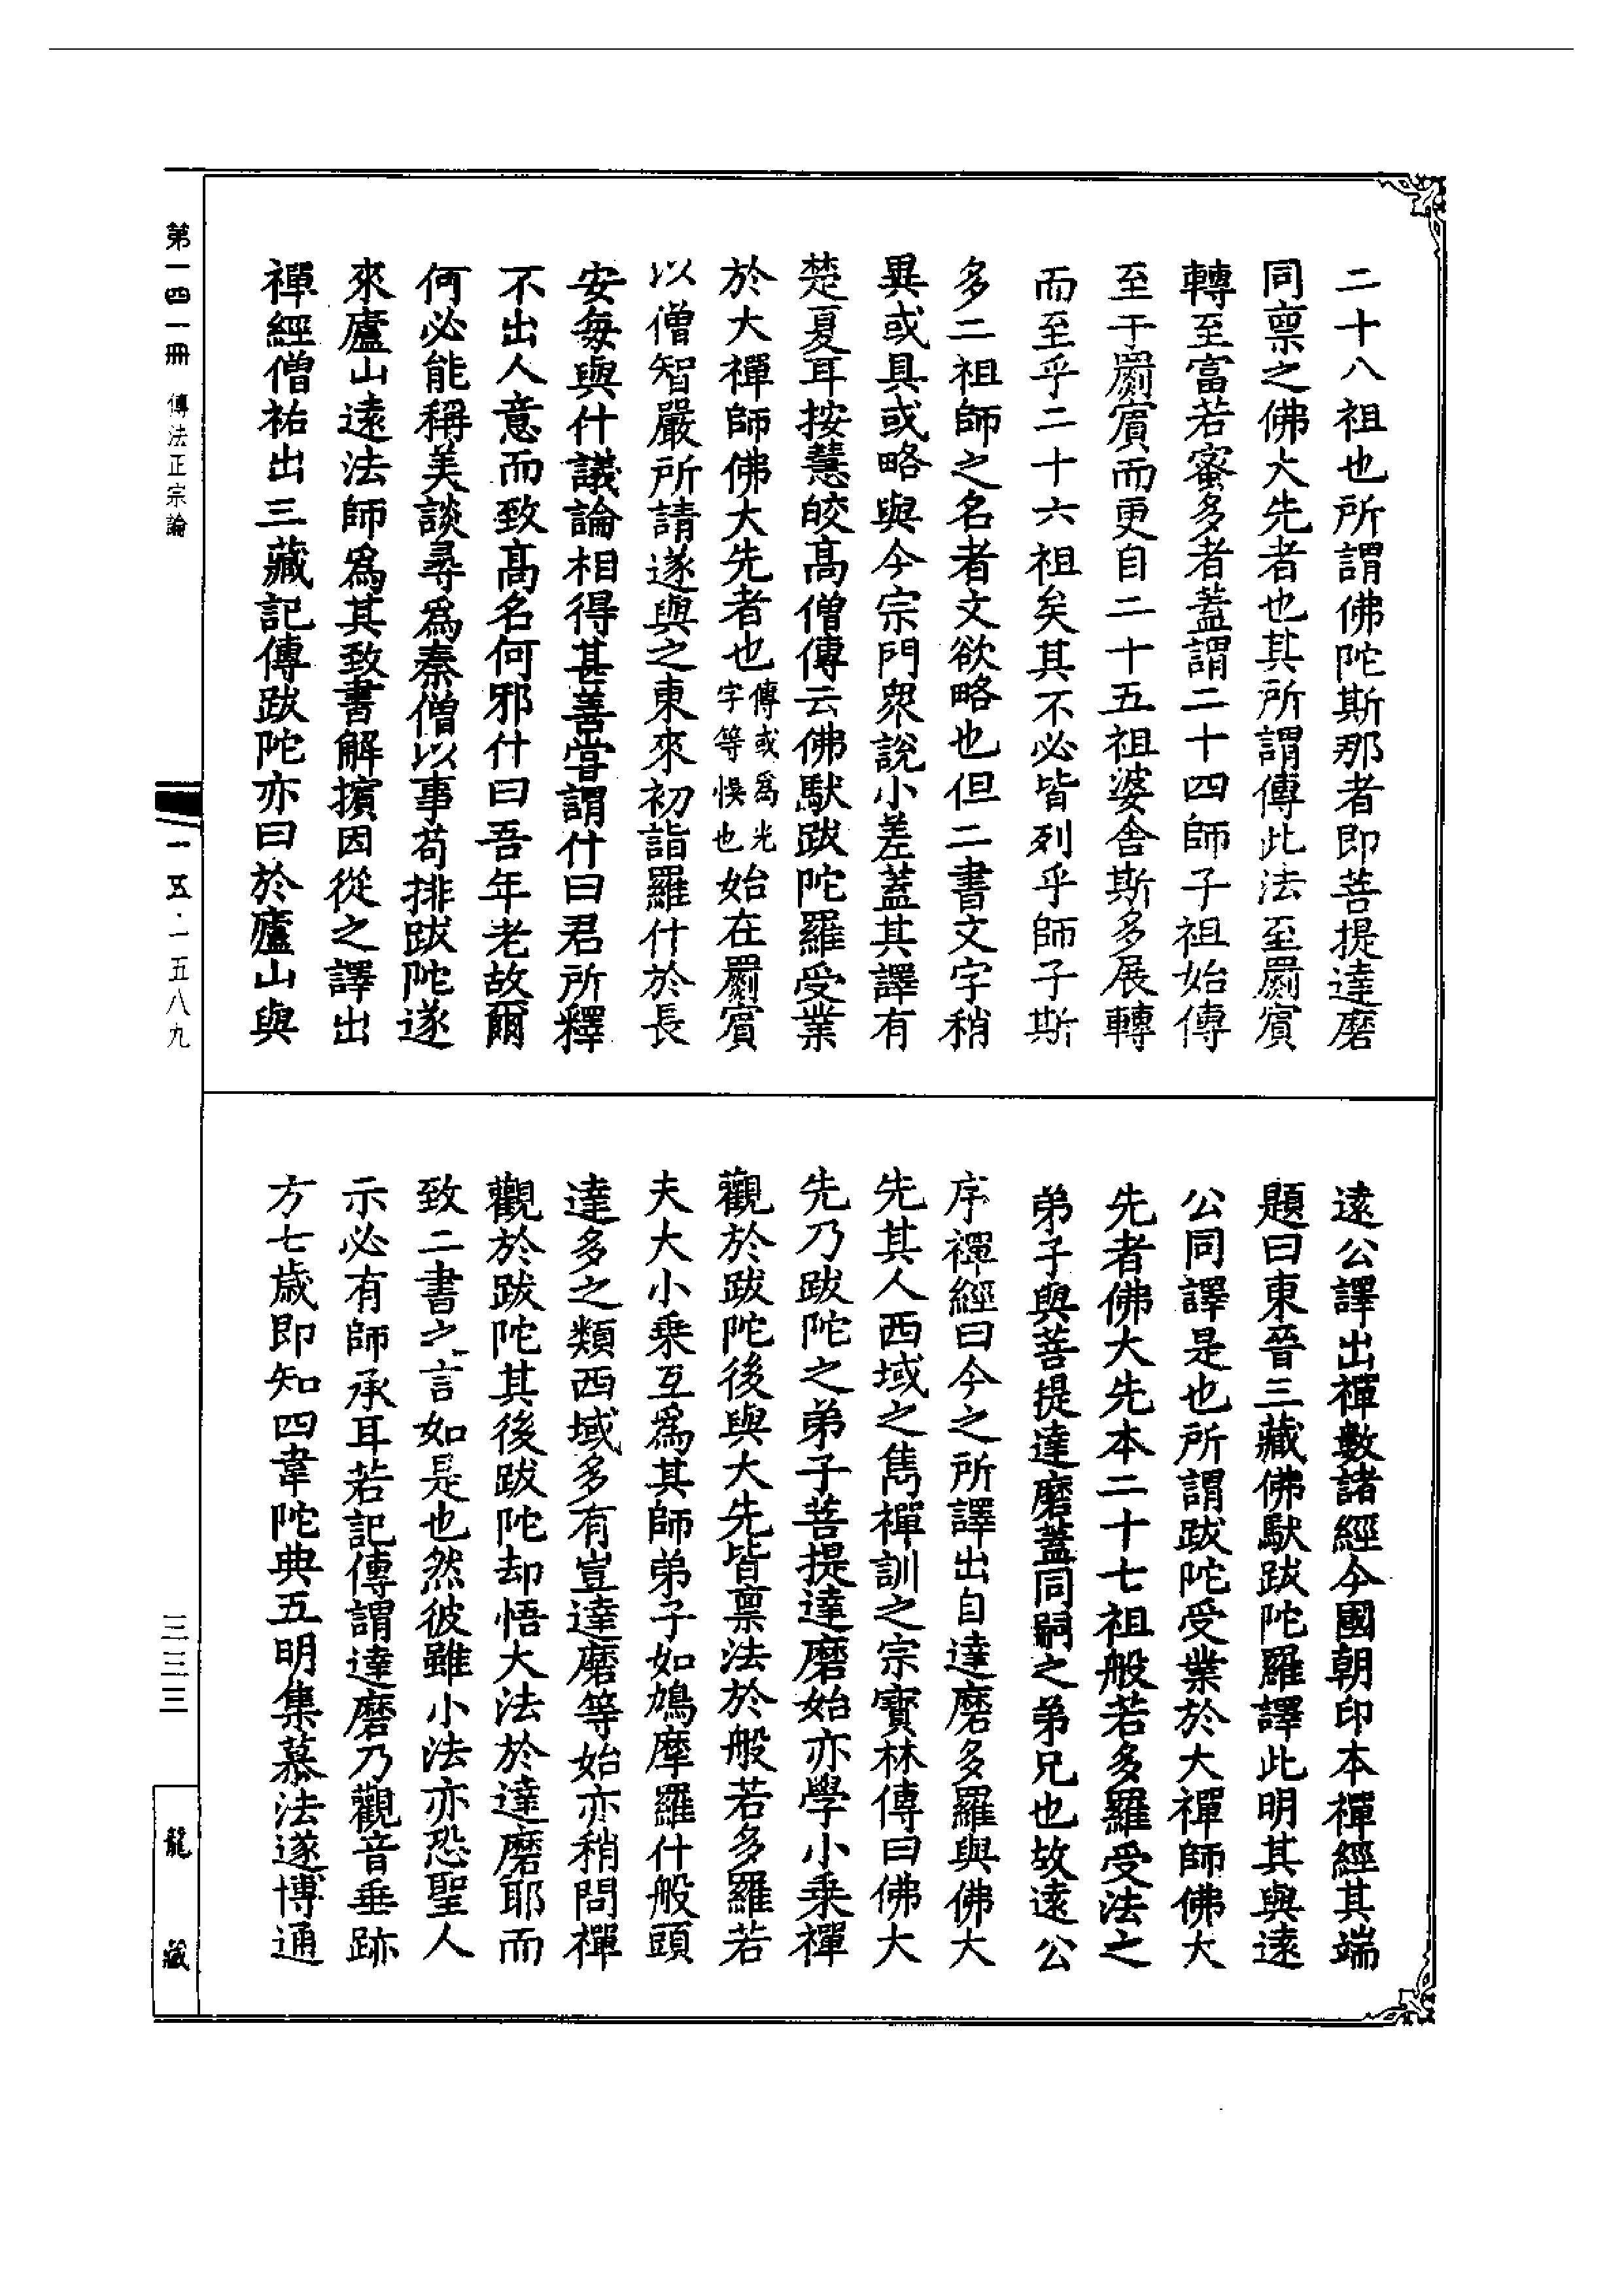 二十八祖也所謂佛陀斯那者即菩提達磨
同禀之佛大先者也其所謂傳此法至罽賓
轉至富若蜜多者蓋謂二十四師子祖始傳
至于罽賓而更自二十五祖婆舍斯多展轉
而至乎二十六祖矣其不必皆列乎師子斯
多二祖師之名者文欲略也但二書文字稍
異或具或略與今宗門衆說小差蓋其譯有
楚夏耳按慧皎高僧傳云佛馱跋陀羅受業
於大禪師佛大先者也傳或爲光字等悞也始在罽賓
以僧智嚴所請遂與之東來初詣羅什於長
安每與什議論相得甚善嘗謂什曰君所釋
不出人意而致高名何邪什曰吾年老故爾
何必能稱美談尋爲秦僧以事苟排跋陀遂
來廬山遠法師爲其致書解擯因從之譯出
禪經僧祐出三藏記傳跋陀亦曰於廬山與
遠公譯出禪數諸經今國朝印本禪經其端
題曰東晉三藏佛馱跋陀羅譯此明其與遠
公同譯是也所謂跋陀受業於大禪師佛大
先者佛大先本二十七祖般若多羅受法之
弟子與菩提達磨蓋同嗣之弟兄也故遠公
序禪經曰今之所譯出自達磨多羅與佛大
先其人西域之雋禪訓之宗寳林傳曰佛大
先乃跋陀之弟子菩提達磨始亦學小乘禪
觀於跋陀後與大先皆禀法於般若多羅若
夫大小乘互爲其師弟子如鳩摩羅什般頭
達多之類西域多有豈達磨等始亦稍問禪
觀於跋陀其後跋陀却悟大法於達磨耶而
致二書之言如是也然彼雖小法亦恐聖人
示必有師承耳若記傳謂達磨乃觀音垂跡
方七歲即知四韋陀典五明集慕法遂博通
第一四一冊 傳法正宗論
一一五·一五八九
三三三
龍藏